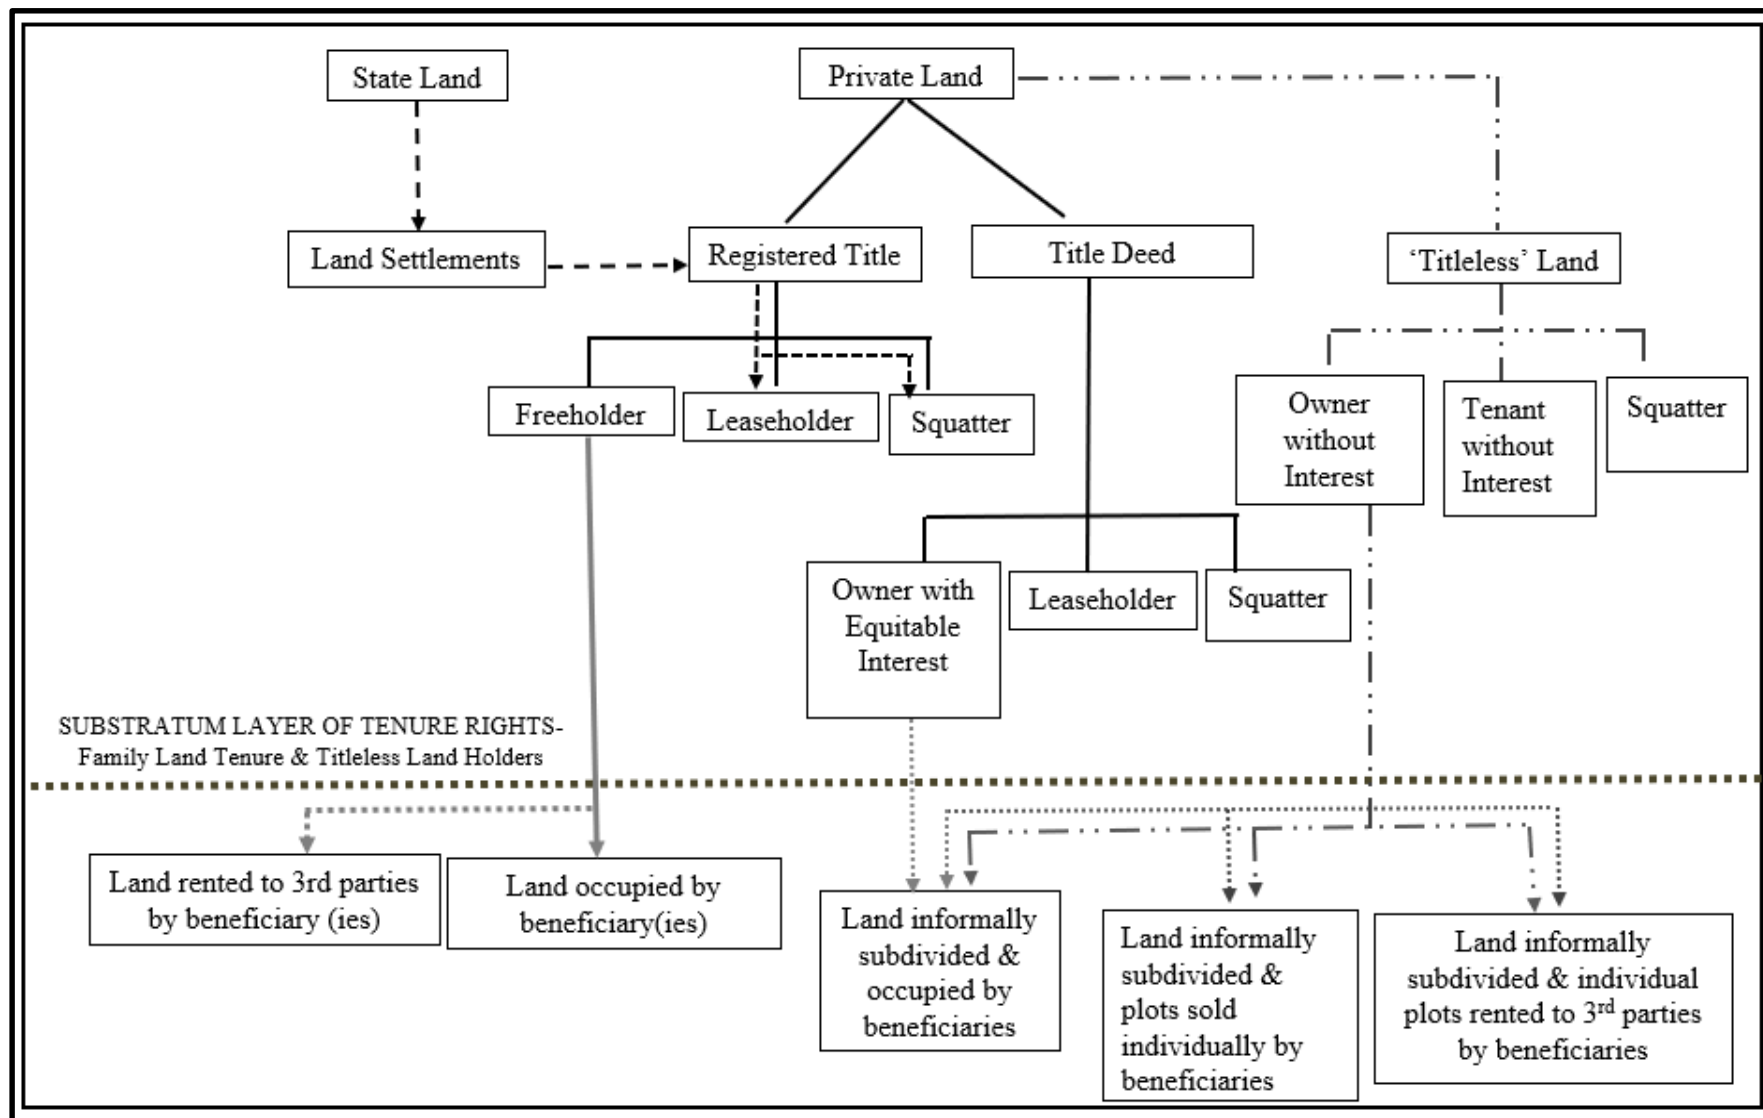 State Land
Private Land
Land Settlements
Registered Title
Title Deed
‘Titleless’ Land
Freeholder
Leaseholder
Squatter
Owner
without
Interest
Tenant
without
Interest
Squatter
Owner with
Equitable
Interest
Leaseholder
Squatter
SUBSTRATUM LAYER OF TENURE RIGHTS-
Family Land Tenure & Titleless Land Holders
Land rented to 3rd parties
by beneficiary (ies)
Land occupied by
beneficiary(ies)
Land informally
subdivided &
occupied by
beneficiaries
Land informally
subdivided &
plots sold
individually by
beneficiaries
Land informally
subdivided & individual
plots rented to 3rd parties
by beneficiaries